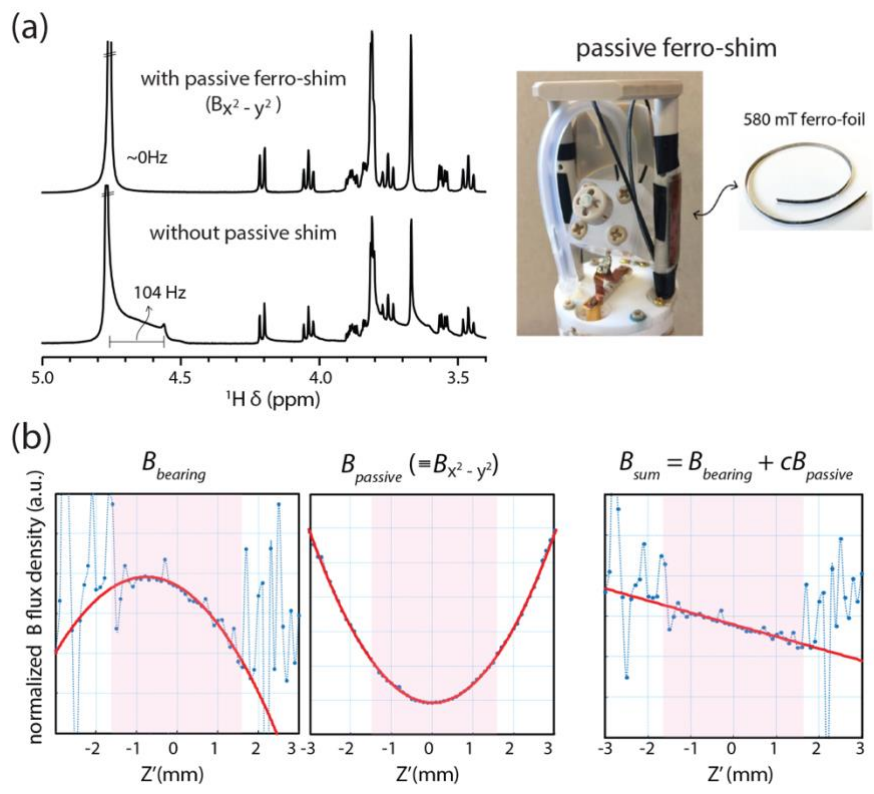 (a)
with passive ferro-shim
(Bx² - y²)
~0Hz
without passive shim
104 Hz
5.0 4.5 4.0 3.5
¹H δ (ppm)
passive ferro-shim
580 mT ferro-foil
(b)
Bbearing
Bpassive (≡Bx² - y²)
Bsum = Bbearing + cBpassive
normalized B flux density (a.u.)
-2 -1 0 1 2 3
-3 -2 -1 0 1 2 3
-3 -2 -1 0 1 2 3
Z'(mm)
Z'(mm)
Z'(mm)